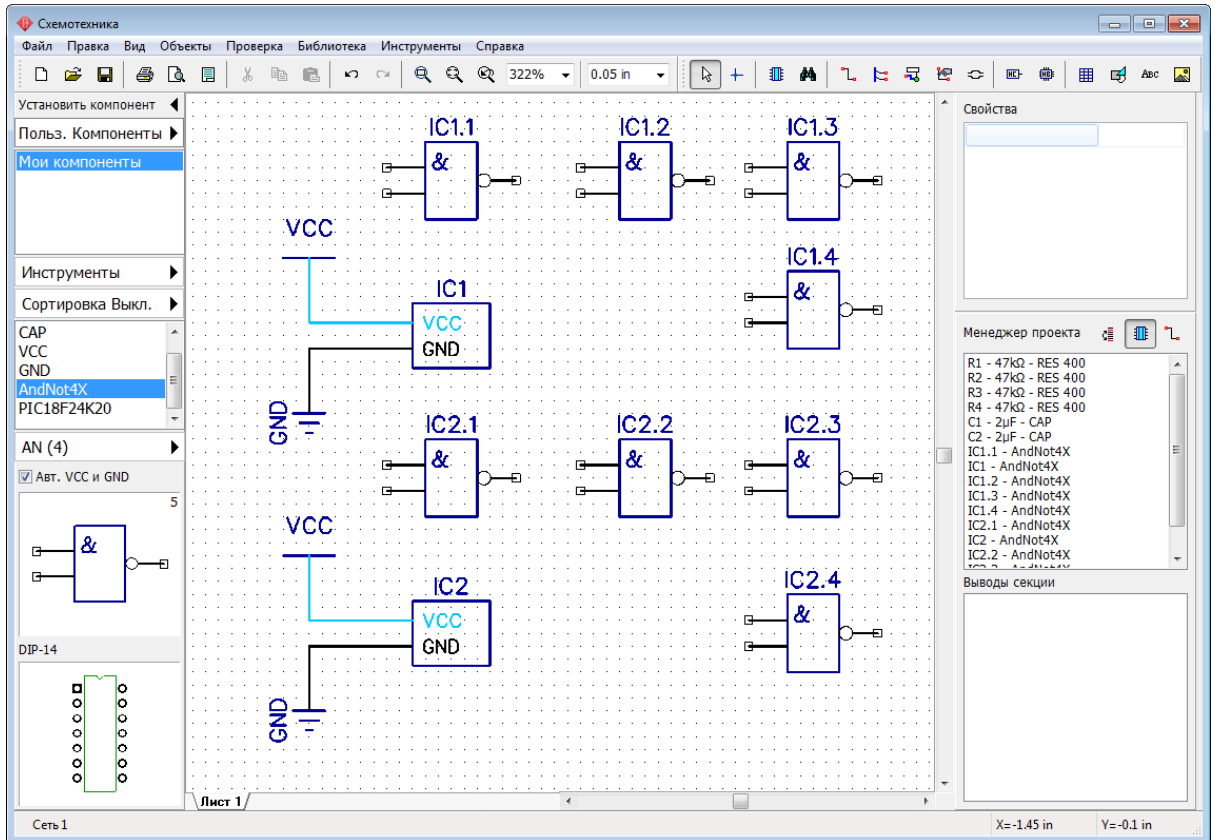 Схемотехника
Файл Правка Вид Объекты Проверка Библиотека Инструменты Справка
322% 0.05 in ABC
Установить компонент
Польз. Компоненты
Мои компоненты
Инструменты
Сортировка Выкл.
CAP
VCC
GND
AndNot4X
PIC18F24K20
AN (4)
Авт. VCC и GND
5
&
DIP-14
IC1.1 IC1.2 IC1.3
& & &
VCC
IC1.4
&
IC1
VCC
GND
GND
IC2.1 IC2.2 IC2.3
& & &
VCC
IC2.4
&
IC2
VCC
GND
GND
Лист 1
Свойства
Менеджер проекта
R1 - 47kΩ - RES 400
R2 - 47kΩ - RES 400
R3 - 47kΩ - RES 400
R4 - 47kΩ - RES 400
C1 - 2µF - CAP
C2 - 2µF - CAP
IC1.1 - AndNot4X
IC1 - AndNot4X
IC1.2 - AndNot4X
IC1.3 - AndNot4X
IC1.4 - AndNot4X
IC2.1 - AndNot4X
IC2 - AndNot4X
IC2.2 - AndNot4X
Выводы секции
Сеть 1
X=-1.45 in Y=-0.1 in